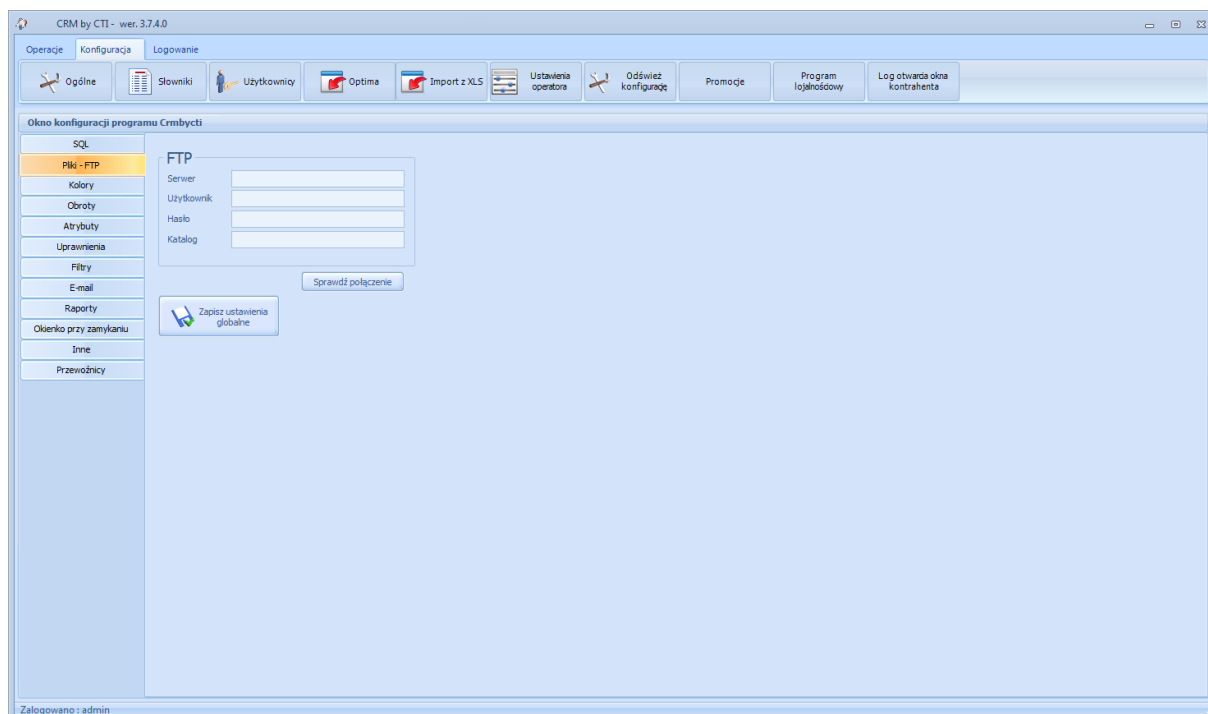 CRM by CTI - wer. 3.7.4.0
Operacje Konfiguracja Logowanie
Ogólne Słowniki Użytkownicy Optima Import z XLS Ustawienia operatora Odśwież konfigurację Promocje Program lojalnościowy Log otwarcia okna kontrahenta
Okno konfiguracji programu Crmbycti
SQL
Pliki - FTP
Kolory
Obroty
Atrybuty
Uprawnienia
Filtry
E-mail
Raporty
Okienko przy zamykaniu
Inne
Przewoźnicy
FTP
Serwer
Użytkownik
Hasło
Katalog
Sprawdź połączenie
Zapisz ustawienia
globalne
Zalogowano : admin